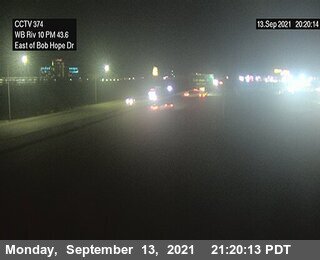 CCTV 374
WB Riv 10 PM 43.6
East of Bob Hope Dr
13.Sep 2021 20:20:14
Monday, September 13, 2021 21:20:13 PDT